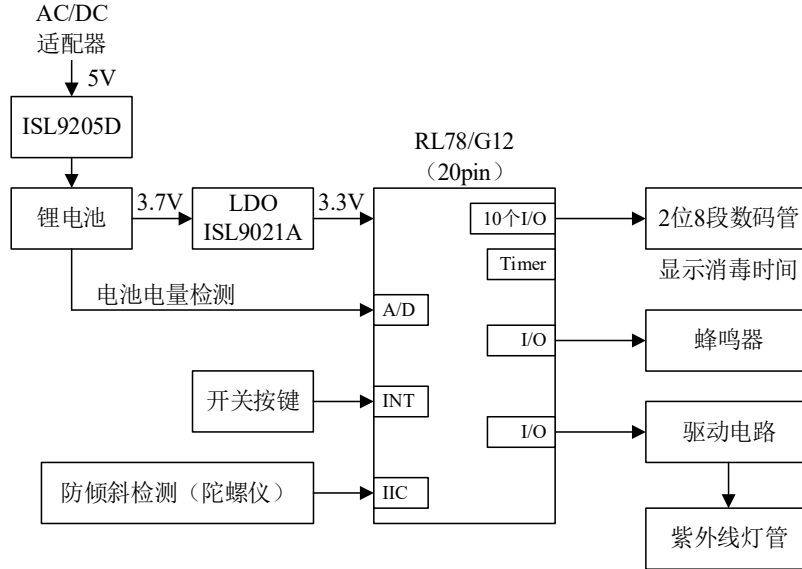 AC/DC
适配器
5V
ISL9205D
锂电池
3.7V
LDO
ISL9021A
3.3V
RL78/G12
（20pin）
10个I/O
2位8段数码管
显示消毒时间
Timer
电池电量检测
A/D
I/O
蜂鸣器
开关按键
INT
I/O
驱动电路
防倾斜检测（陀螺仪）
IIC
紫外线灯管